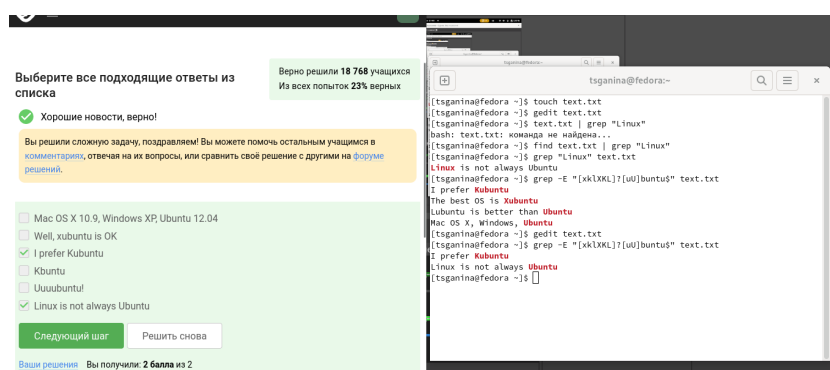 Выберите все подходящие ответы из
списка
Верно решили 18 768 учащихся
Из всех попыток 23% верных
Хорошие новости, верно!
Вы решили сложную задачу, поздравляем! Вы можете помочь остальным учащимся в
комментариях, отвечая на их вопросы, или сравнить своё решение с другими на форуме
решений.
Mac OS X 10.9, Windows XP, Ubuntu 12.04
Well, xubuntu is OK
I prefer Kubuntu
Kbuntu
Uuuubuntu!
Linux is not always Ubuntu
Следующий шаг
Решить снова
Ваши решения Вы получили: 2 балла из 2
tsganina@fedora:~
tsganina@fedora:~
[tsganina@fedora ~]$ touch text.txt
[tsganina@fedora ~]$ gedit text.txt
[tsganina@fedora ~]$ text.txt | grep "Linux"
bash: text.txt: команда не найдена...
[tsganina@fedora ~]$ find text.txt | grep "Linux"
[tsganina@fedora ~]$ grep "Linux" text.txt
Linux is not always Ubuntu
[tsganina@fedora ~]$ grep -E "[xklXKL]?[uU]buntu$" text.txt
I prefer Kubuntu
The best OS is Xubuntu
Lubuntu is better than Ubuntu
Mac OS X, Windows, Ubuntu
[tsganina@fedora ~]$ gedit text.txt
[tsganina@fedora ~]$ grep -E "[xklXKL]?[uU]buntu$" text.txt
I prefer Kubuntu
Linux is not always Ubuntu
[tsganina@fedora ~]$